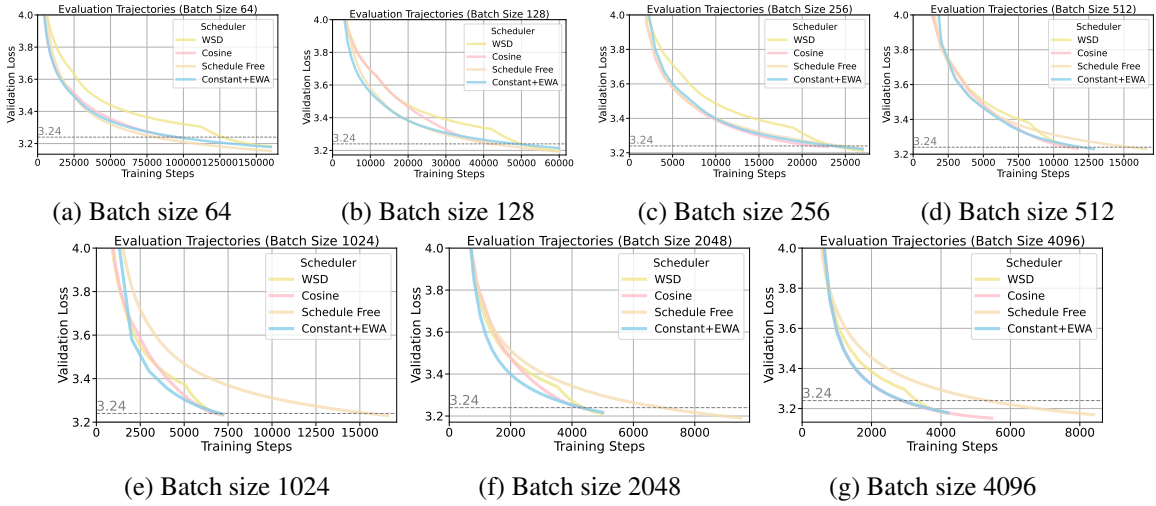 Evaluation Trajectories (Batch Size 64)
4.0
3.8
3.6
3.4
3.2
Validation Loss
3.24
Scheduler
WSD
Cosine
Schedule Free
Constant+EWA
0 25000 50000 75000 100000 125000 150000
Training Steps
(a) Batch size 64
Evaluation Trajectories (Batch Size 128)
4.0
3.8
3.6
3.4
3.2
Validation Loss
3.24
Scheduler
WSD
Cosine
Schedule Free
Constant+EWA
0 10000 20000 30000 40000 50000 60000
Training Steps
(b) Batch size 128
Evaluation Trajectories (Batch Size 256)
4.0
3.8
3.6
3.4
3.2
Validation Loss
3.24
Scheduler
WSD
Cosine
Schedule Free
Constant+EWA
0 5000 10000 15000 20000 25000
Training Steps
(c) Batch size 256
Evaluation Trajectories (Batch Size 512)
4.0
3.8
3.6
3.4
3.2
Validation Loss
3.24
Scheduler
WSD
Cosine
Schedule Free
Constant+EWA
0 2500 5000 7500 10000 12500 15000
Training Steps
(d) Batch size 512
Evaluation Trajectories (Batch Size 1024)
4.0
3.8
3.6
3.4
3.2
Validation Loss
3.24
Scheduler
WSD
Cosine
Schedule Free
Constant+EWA
0 2500 5000 7500 10000 12500 15000
Training Steps
(e) Batch size 1024
Evaluation Trajectories (Batch Size 2048)
4.0
3.8
3.6
3.4
3.2
Validation Loss
3.24
Scheduler
WSD
Cosine
Schedule Free
Constant+EWA
0 2000 4000 6000 8000
Training Steps
(f) Batch size 2048
Evaluation Trajectories (Batch Size 4096)
4.0
3.8
3.6
3.4
3.2
Validation Loss
3.24
Scheduler
WSD
Cosine
Schedule Free
Constant+EWA
0 2000 4000 6000 8000
Training Steps
(g) Batch size 4096